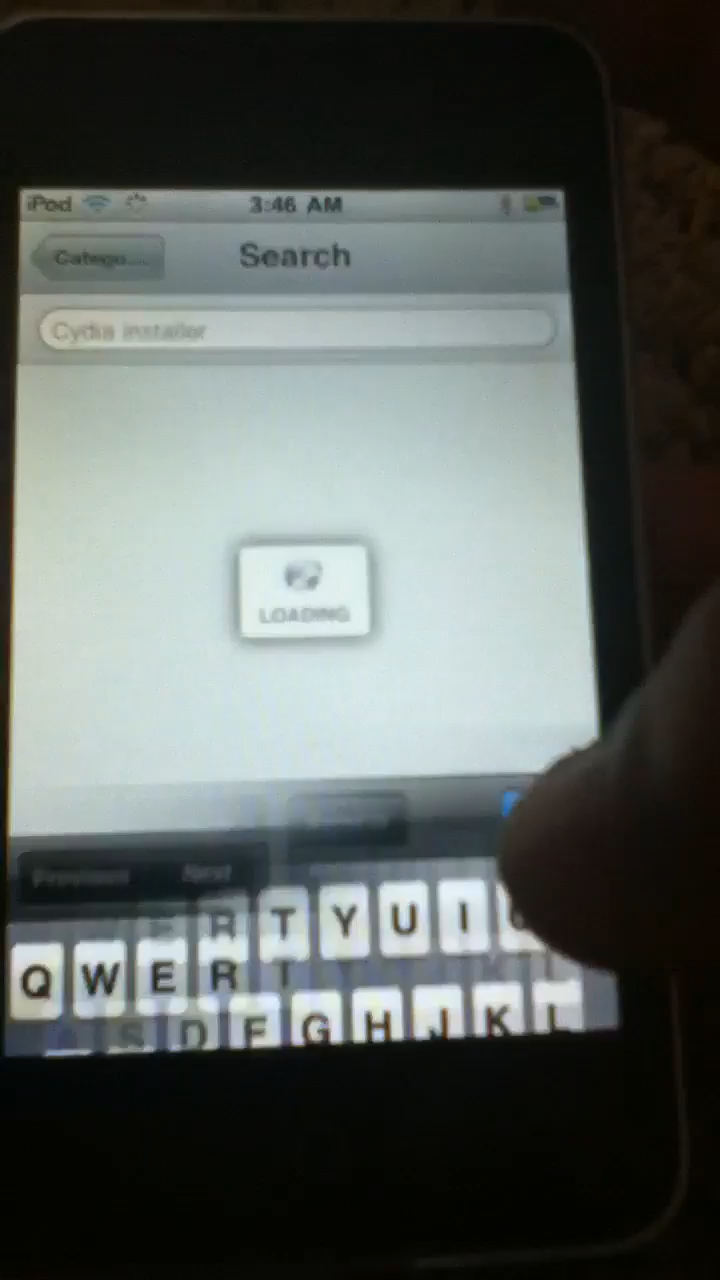 iPod 3:46 AM
Catego... Search
Cydia installer
LOADING
Previous Next
E R T Y U I
Q W E R T
A S D F G H J K L